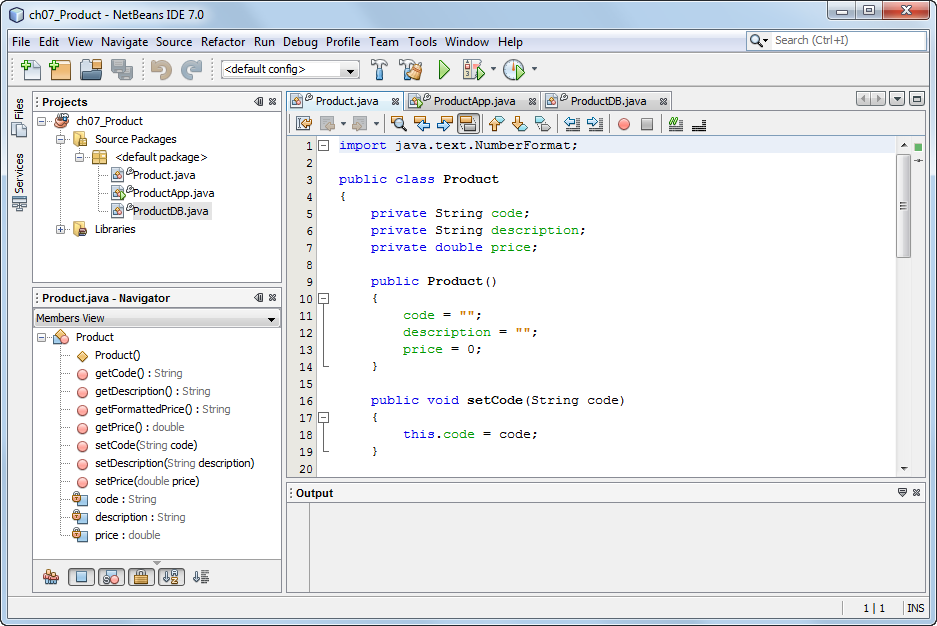 ch07_Product - NetBeans IDE 7.0
File Edit View Navigate Source Refactor Run Debug Profile Team Tools Window Help
Search (Ctrl+I)
<default config>
Files
Services
Projects
ch07_Product
Source Packages
<default package>
Product.java
ProductApp.java
ProductDB.java
Libraries
Product.java - Navigator
Members View
Product
Product()
getCode() : String
getDescription() : String
getFormattedPrice() : String
getPrice() : double
setCode(String code)
setDescription(String description)
setPrice(double price)
code : String
description : String
price : double
Product.java ProductApp.java ProductDB.java
1 import java.text.NumberFormat;
2
3 public class Product
4 {
5 private String code;
6 private String description;
7 private double price;
8
9 public Product()
10 {
11 code = "";
12 description = "";
13 price = 0;
14 }
15
16 public void setCode(String code)
17 {
18 this.code = code;
19 }
20
Output
1 | 1 INS